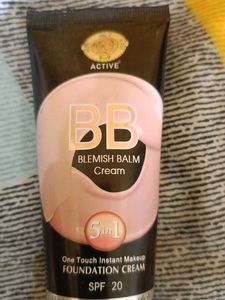 ACTIVE
BB
BLEMISH BALM
Cream
5 in 1
One Touch Instant Makeup
FOUNDATION CREAM
SPF 20